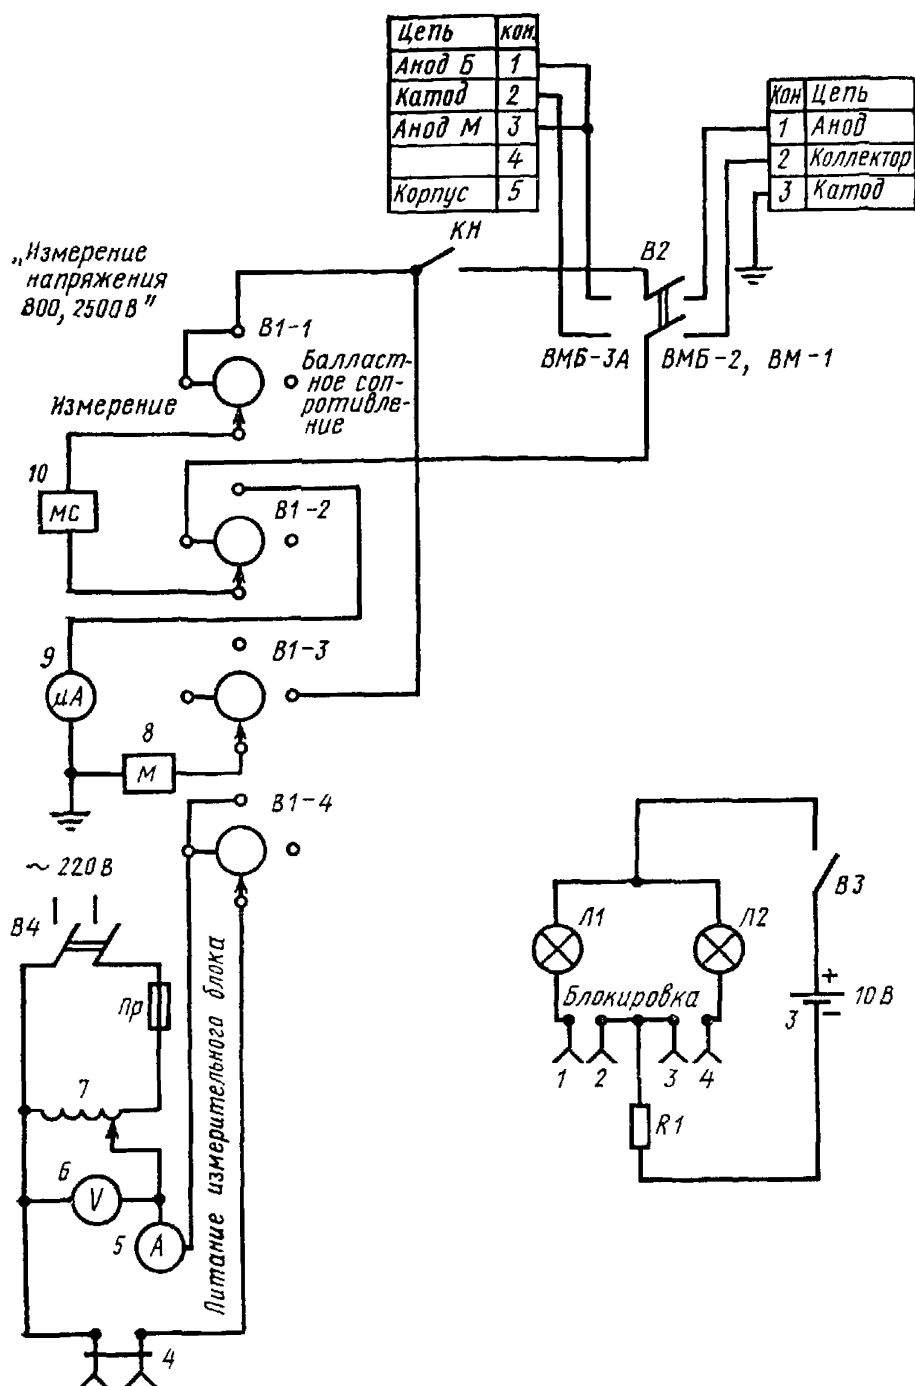 Цепь кон.
Анод Б 1
Катод 2
Анод М 3
4
Корпус 5
Кон Цепь
1 Анод
2 Коллектор
3 Катод
КН
В2
„Измерение
напряжения
800, 2500 В"
В1-1
ВМБ-3А
ВМБ-2, ВМ-1
Балласт-
ное соп-
ротивле-
ние
Измерение
10
МС
В1-2
9
В1-3
μА
8
М
В1-4
~ 220 В
В4
Пр
Питание измерительного блока
7
6
V
5
А
4
В3
Л1
Л2
Блокировка
+
10 В
3
−
1 2 3 4
R1